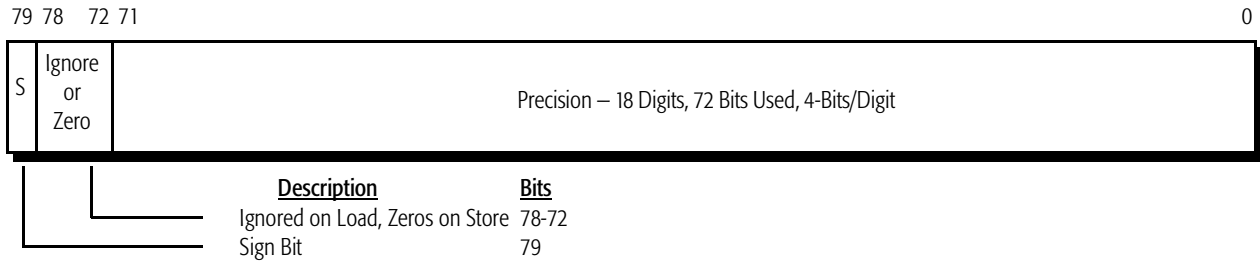 79 78 72 71 0
S
Ignore
or
Zero
Precision — 18 Digits, 72 Bits Used, 4-Bits/Digit
Description Bits
Ignored on Load, Zeros on Store 78-72
Sign Bit 79